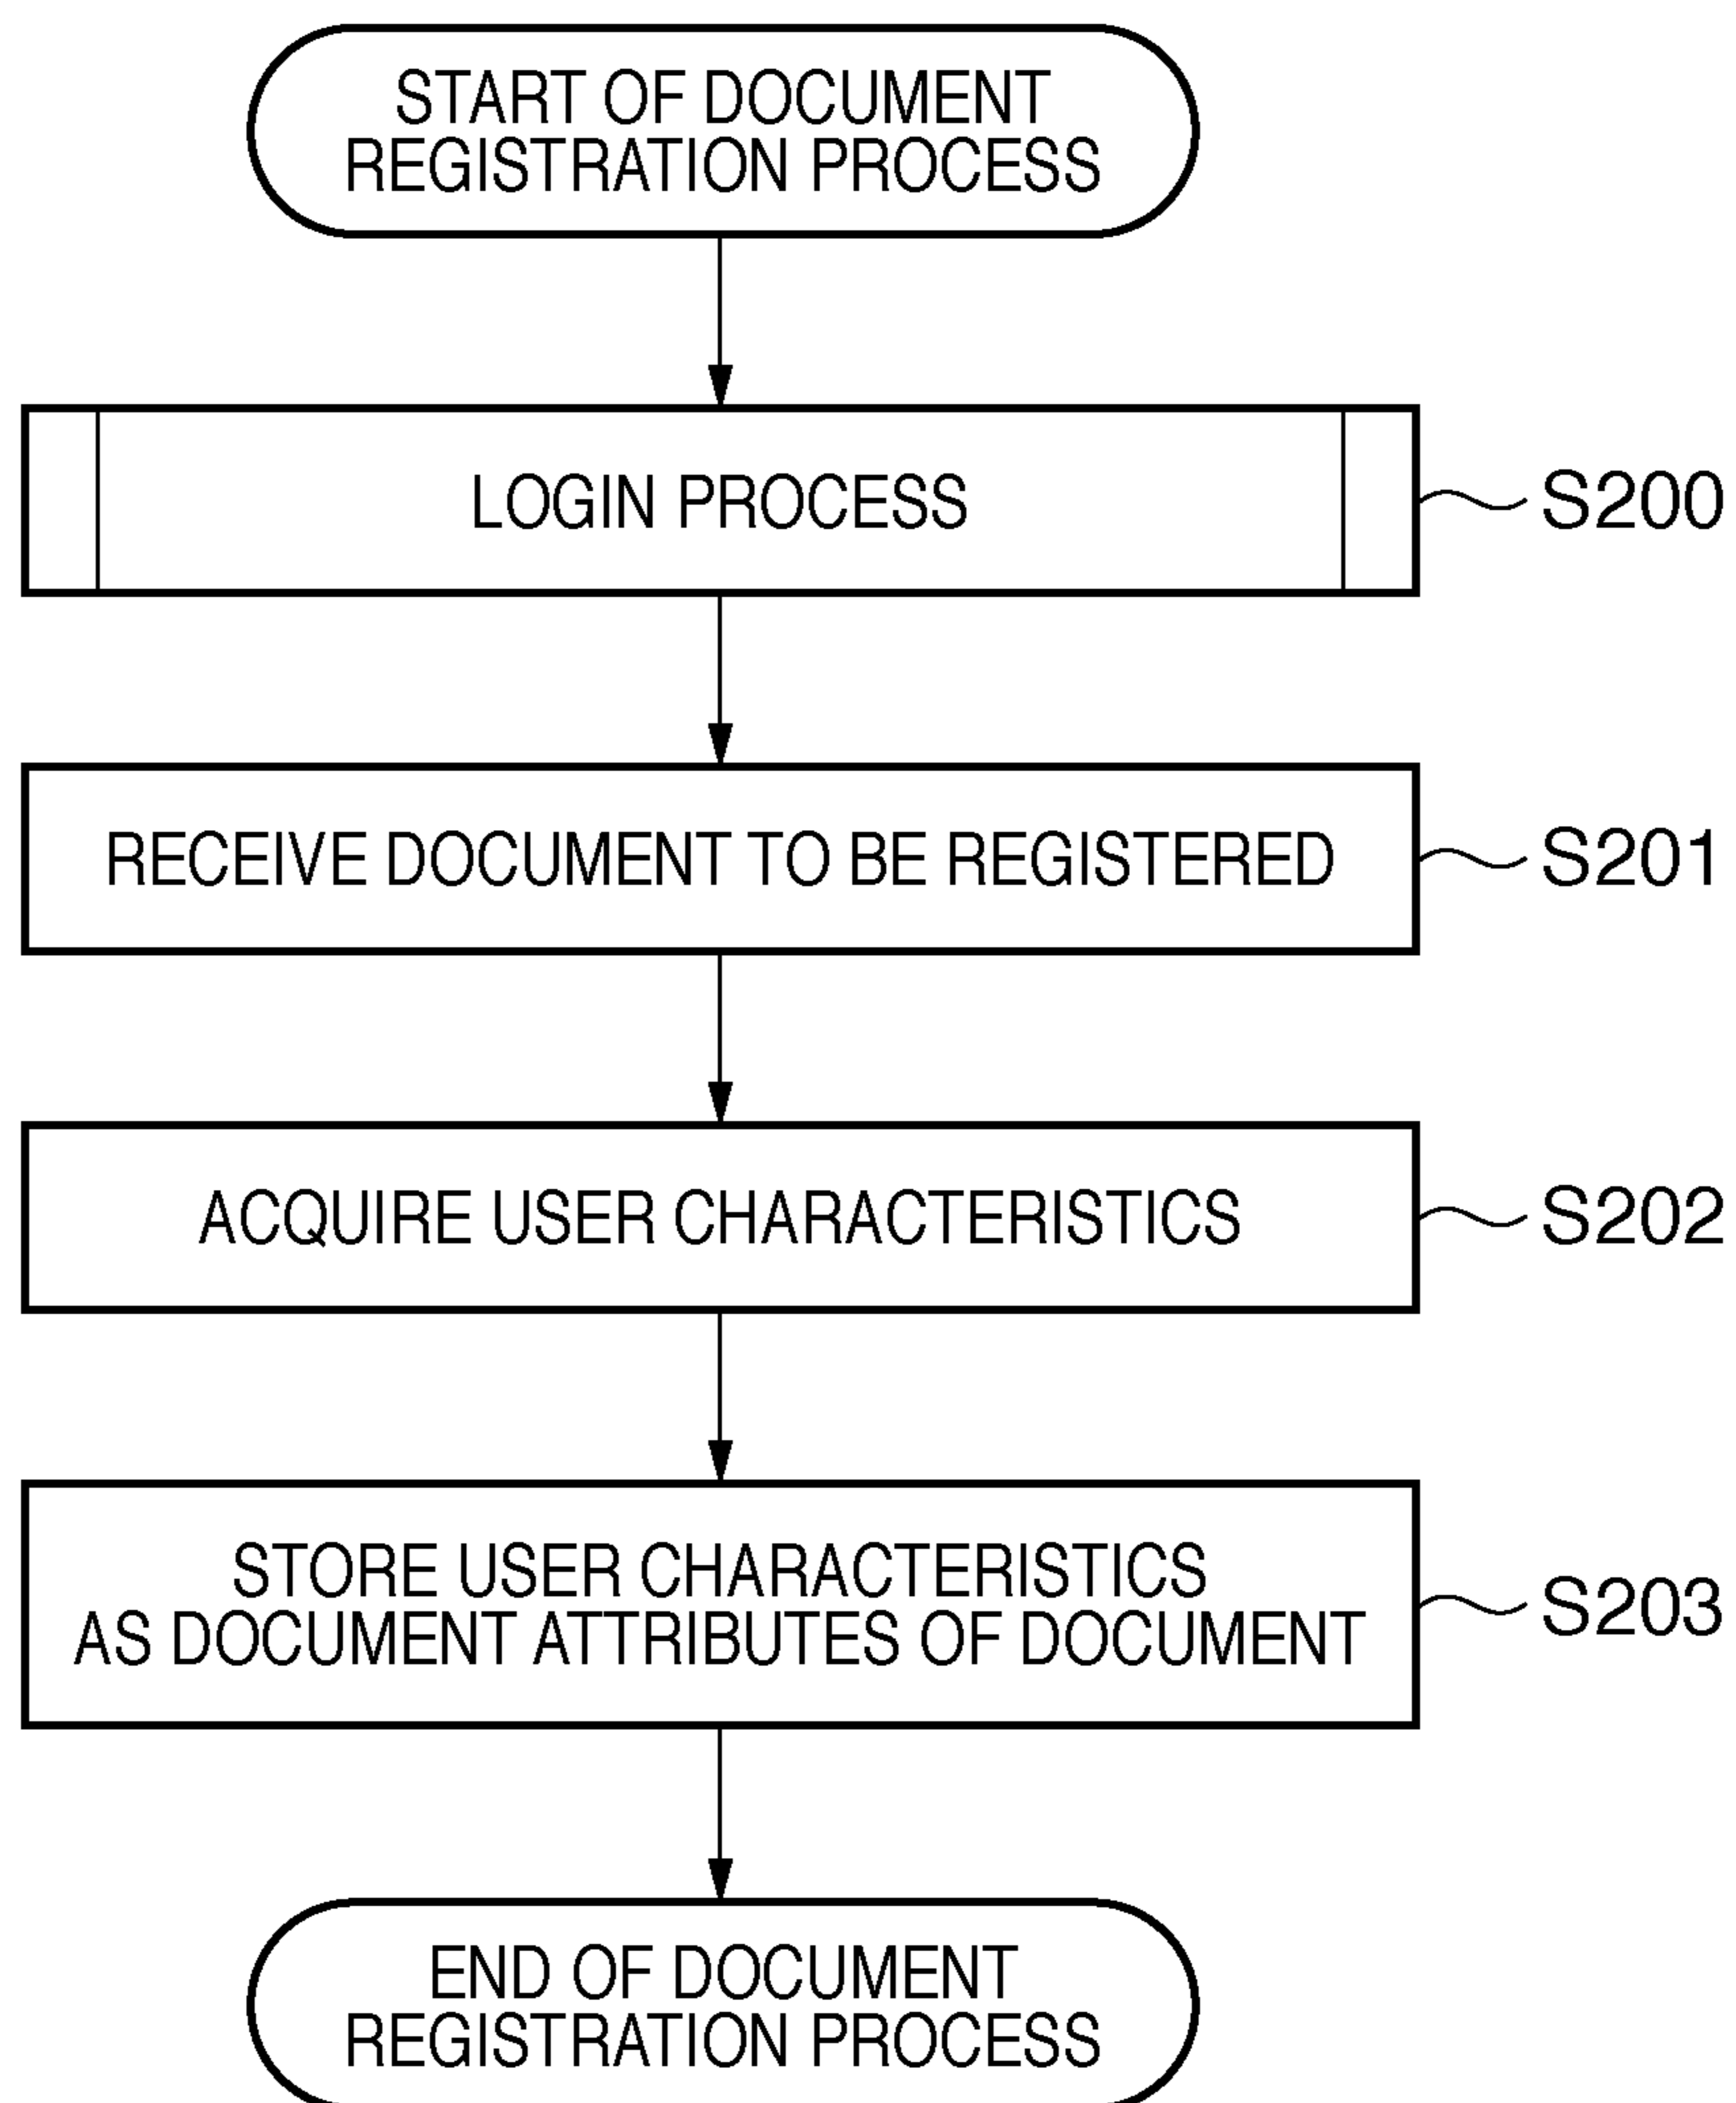 START OF DOCUMENT
REGISTRATION PROCESS
LOGIN PROCESS
S200
RECEIVE DOCUMENT TO BE REGISTERED
S201
ACQUIRE USER CHARACTERISTICS
S202
STORE USER CHARACTERISTICS
AS DOCUMENT ATTRIBUTES OF DOCUMENT
S203
END OF DOCUMENT
REGISTRATION PROCESS